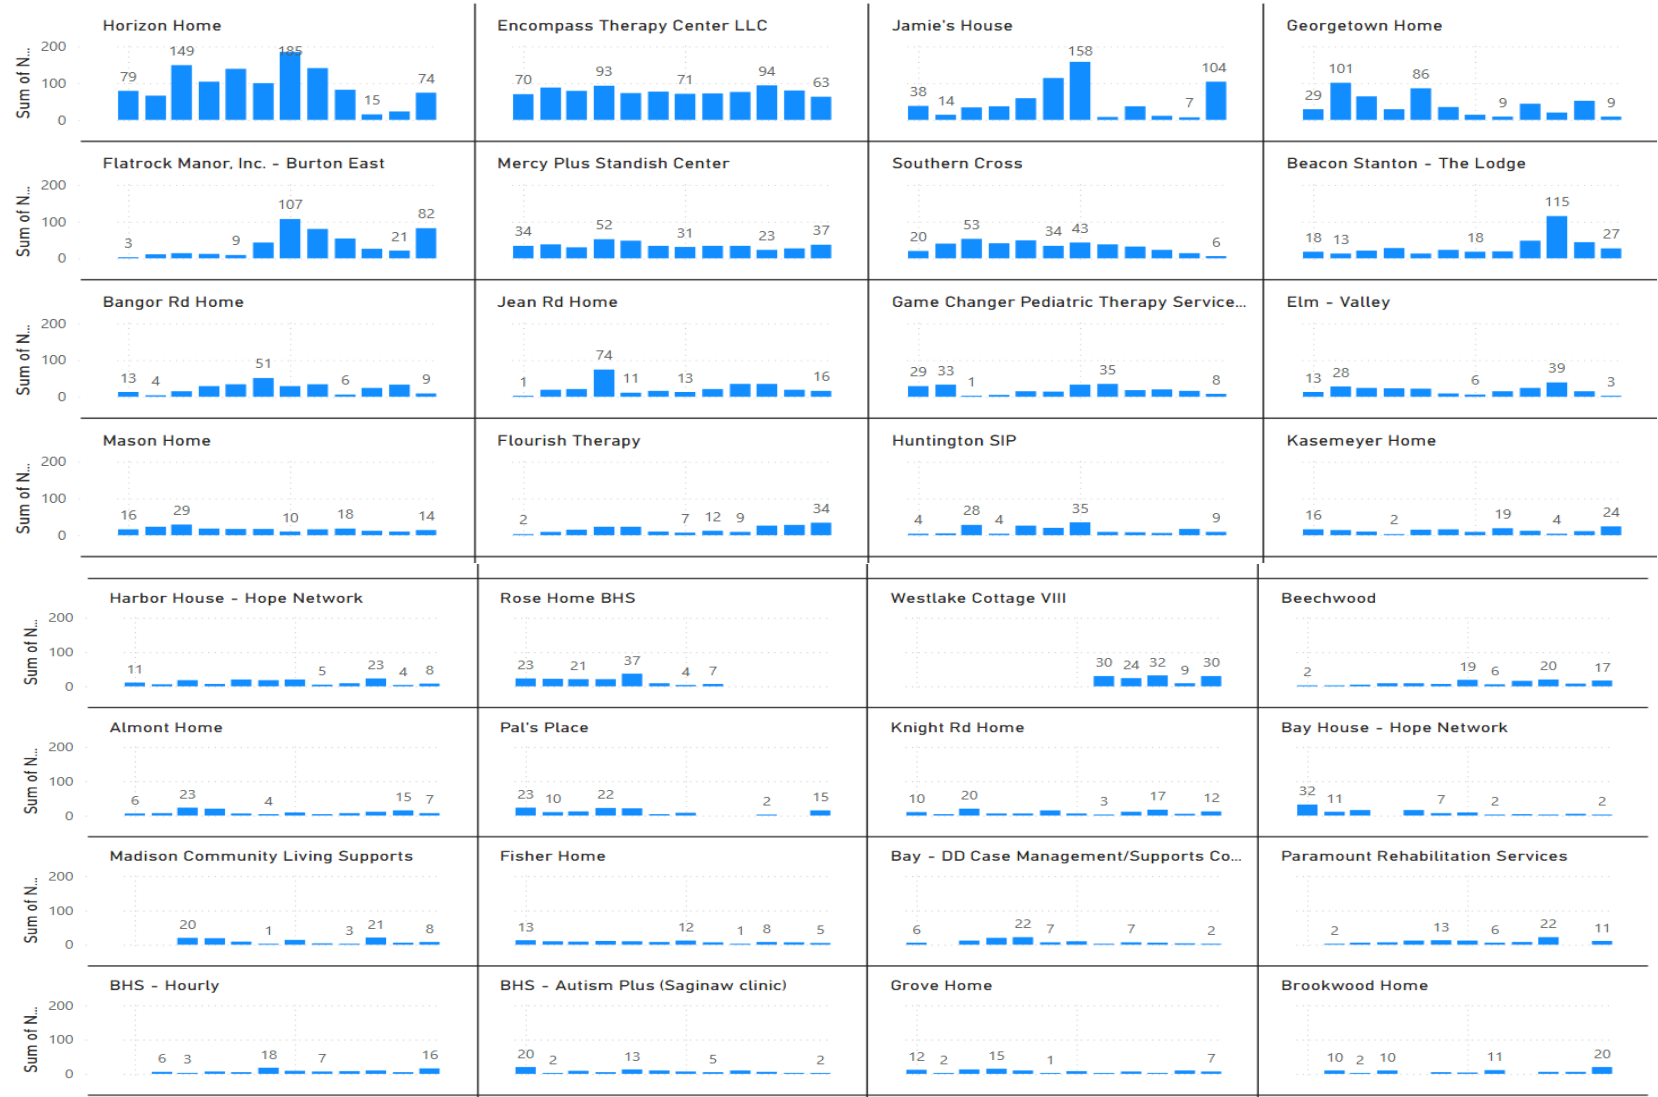 Horizon Home
Encompass Therapy Center LLC
Jamie's House
Georgetown Home
Sum of N...
200
100
0
79 149 185 15 74
70 93 71 94 63
38 14 158 7 104
29 101 86 9 9
Flatrock Manor, Inc. - Burton East
Mercy Plus Standish Center
Southern Cross
Beacon Stanton - The Lodge
Sum of N...
200
100
0
3 9 107 21 82
34 52 31 23 37
20 53 34 43 6
18 13 18 115 27
Bangor Rd Home
Jean Rd Home
Game Changer Pediatric Therapy Service...
Elm - Valley
Sum of N...
200
100
0
13 4 51 6 9
1 74 11 13 16
29 33 1 35 8
13 28 6 39 3
Mason Home
Flourish Therapy
Huntington SIP
Kasemeyer Home
Sum of N...
200
100
0
16 29 10 18 14
2 7 12 9 34
4 28 4 35 9
16 2 19 4 24
Harbor House - Hope Network
Rose Home BHS
Westlake Cottage VIII
Beechwood
Sum of N...
200
100
0
11 5 23 4 8
23 21 37 4 7
30 24 32 9 30
2 19 6 20 17
Almont Home
Pal's Place
Knight Rd Home
Bay House - Hope Network
Sum of N...
200
100
0
6 23 4 15 7
23 10 22 2 15
10 20 3 17 12
32 11 7 2 2
Madison Community Living Supports
Fisher Home
Bay - DD Case Management/Supports Co...
Paramount Rehabilitation Services
Sum of N...
200
100
0
20 1 3 21 8
13 12 1 8 5
6 22 7 7 2
2 13 6 22 11
BHS - Hourly
BHS - Autism Plus (Saginaw clinic)
Grove Home
Brookwood Home
Sum of N...
200
100
0
6 3 18 7 16
20 2 13 5 2
12 2 15 1 7
10 2 10 11 20